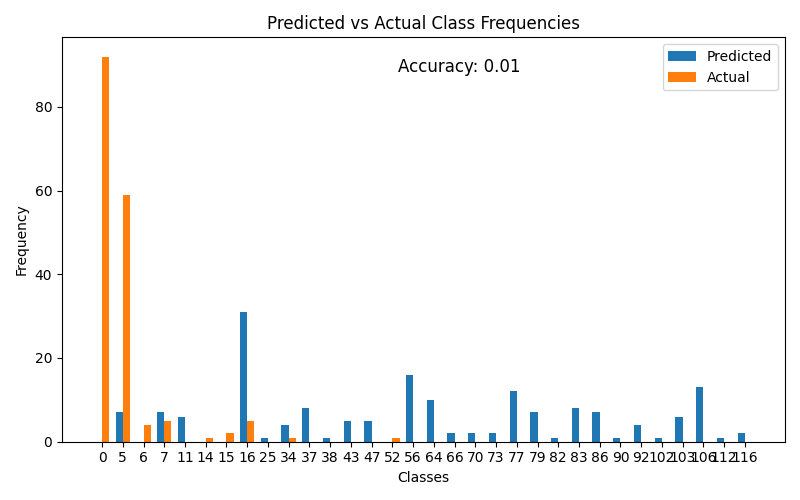 Predicted vs Actual Class Frequencies
Accuracy: 0.01
Predicted
Actual
Frequency
80
60
40
20
0
0 5 6 7 11 14 15 16 25 34 37 38 43 47 52 56 64 66 70 73 77 79 82 83 86 90 92 102 103 106 112 116
Classes